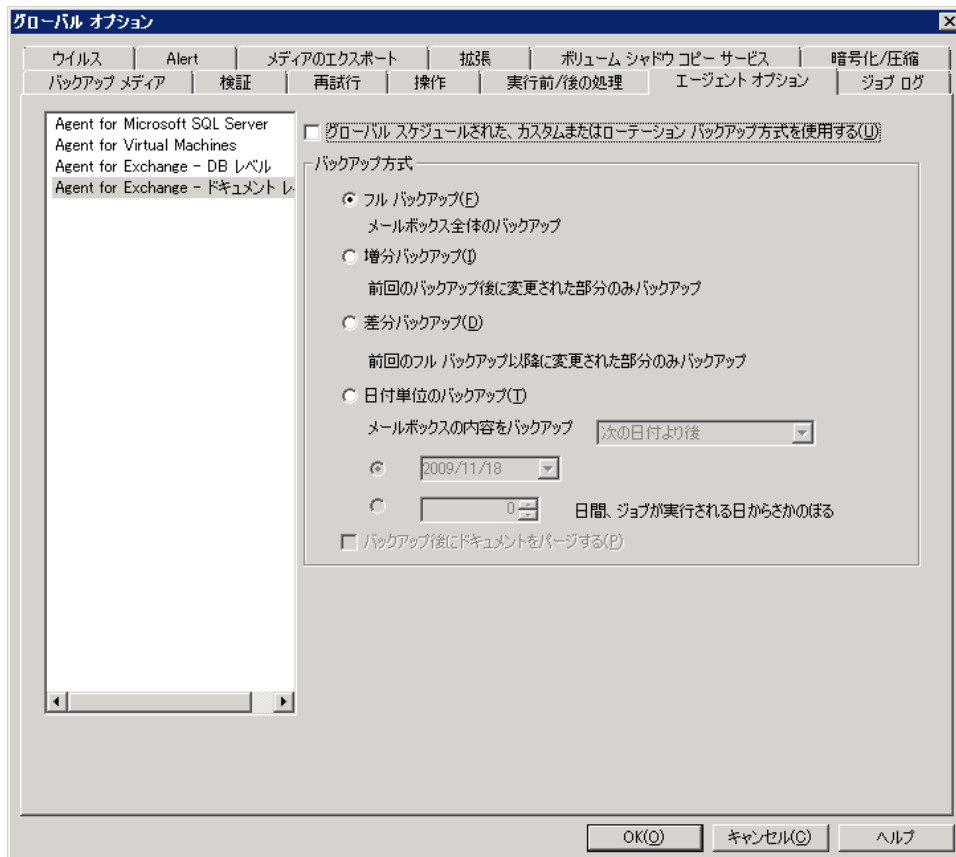 グローバル オプション
ウイルス
Alert
メディアのエクスポート
拡張
ボリューム シャドウ コピー サービス
暗号化/圧縮
バックアップ メディア
検証
再試行
操作
実行前/後の処理
エージェント オプション
ジョブ ログ
Agent for Microsoft SQL Server
Agent for Virtual Machines
Agent for Exchange - DB レベル
Agent for Exchange - ドキュメント レ
グローバル スケジュールされた、カスタムまたはローテーション バックアップ方式を使用する(U)
バックアップ方式
フル バックアップ(F)
メールボックス全体のバックアップ
増分バックアップ(I)
前回のバックアップ後に変更された部分のみバックアップ
差分バックアップ(D)
前回のフル バックアップ以降に変更された部分のみバックアップ
日付単位のバックアップ(T)
メールボックスの内容をバックアップ 次の日付より後
2009/11/18
0 日間、ジョブが実行される日からさかのぼる
バックアップ後にドキュメントをパージする(P)
OK(O)
キャンセル(C)
ヘルプ